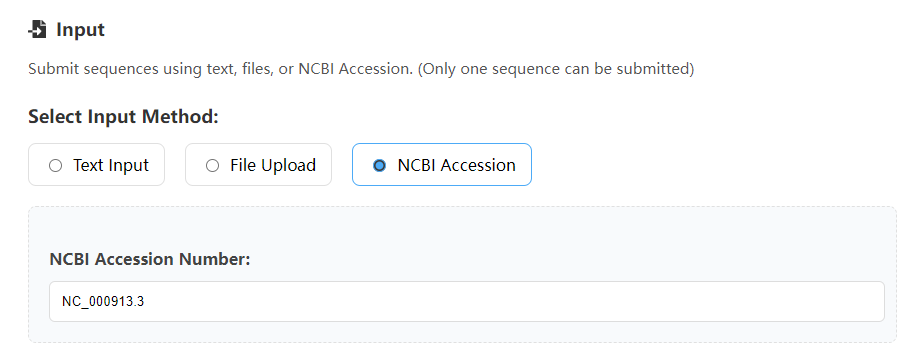 Input
Submit sequences using text, files, or NCBI Accession. (Only one sequence can be submitted)
Select Input Method:
Text Input
File Upload
NCBI Accession
NCBI Accession Number:
NC_000913.3